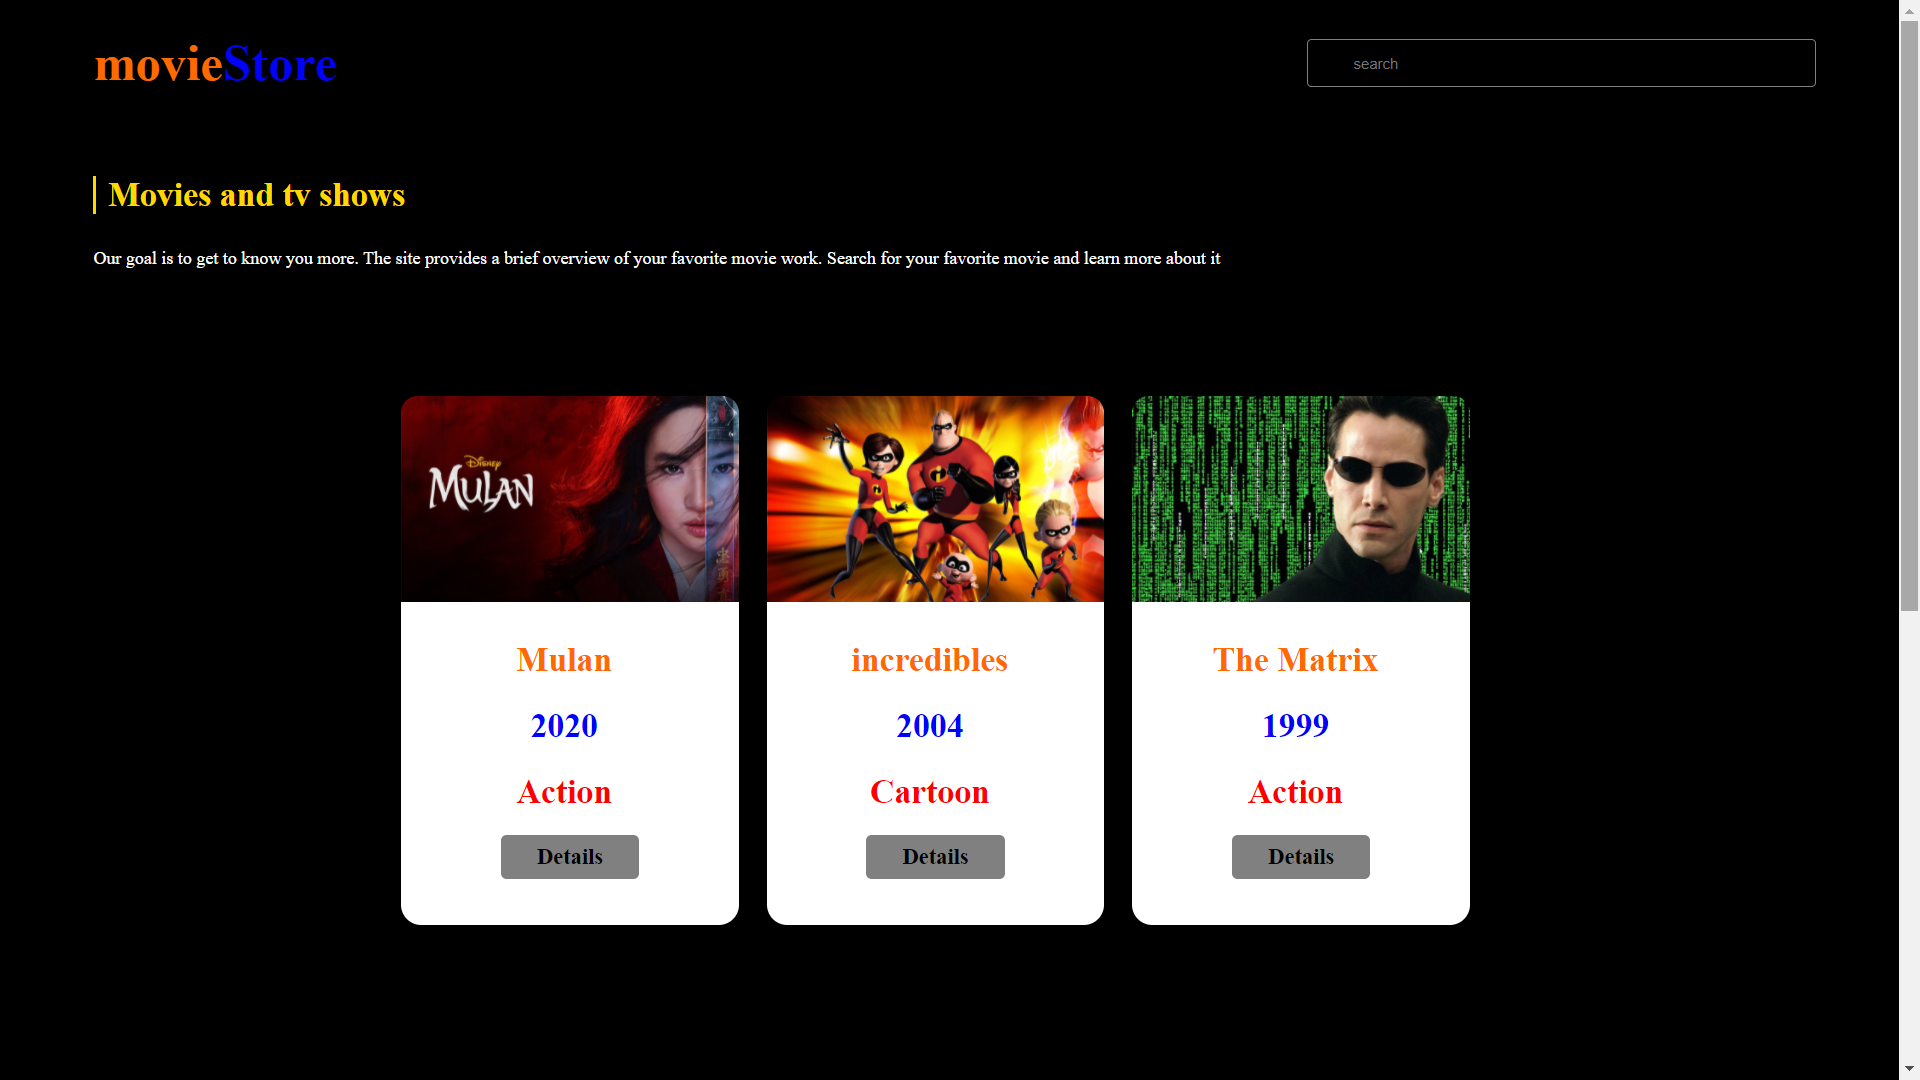 movieStore
search
Movies and tv shows
Our goal is to get to know you more. The site provides a brief overview of your favorite movie work. Search for your favorite movie and learn more about it
Disney
MULAN
Mulan
2020
Action
Details
incredibles
2004
Cartoon
Details
The Matrix
1999
Action
Details